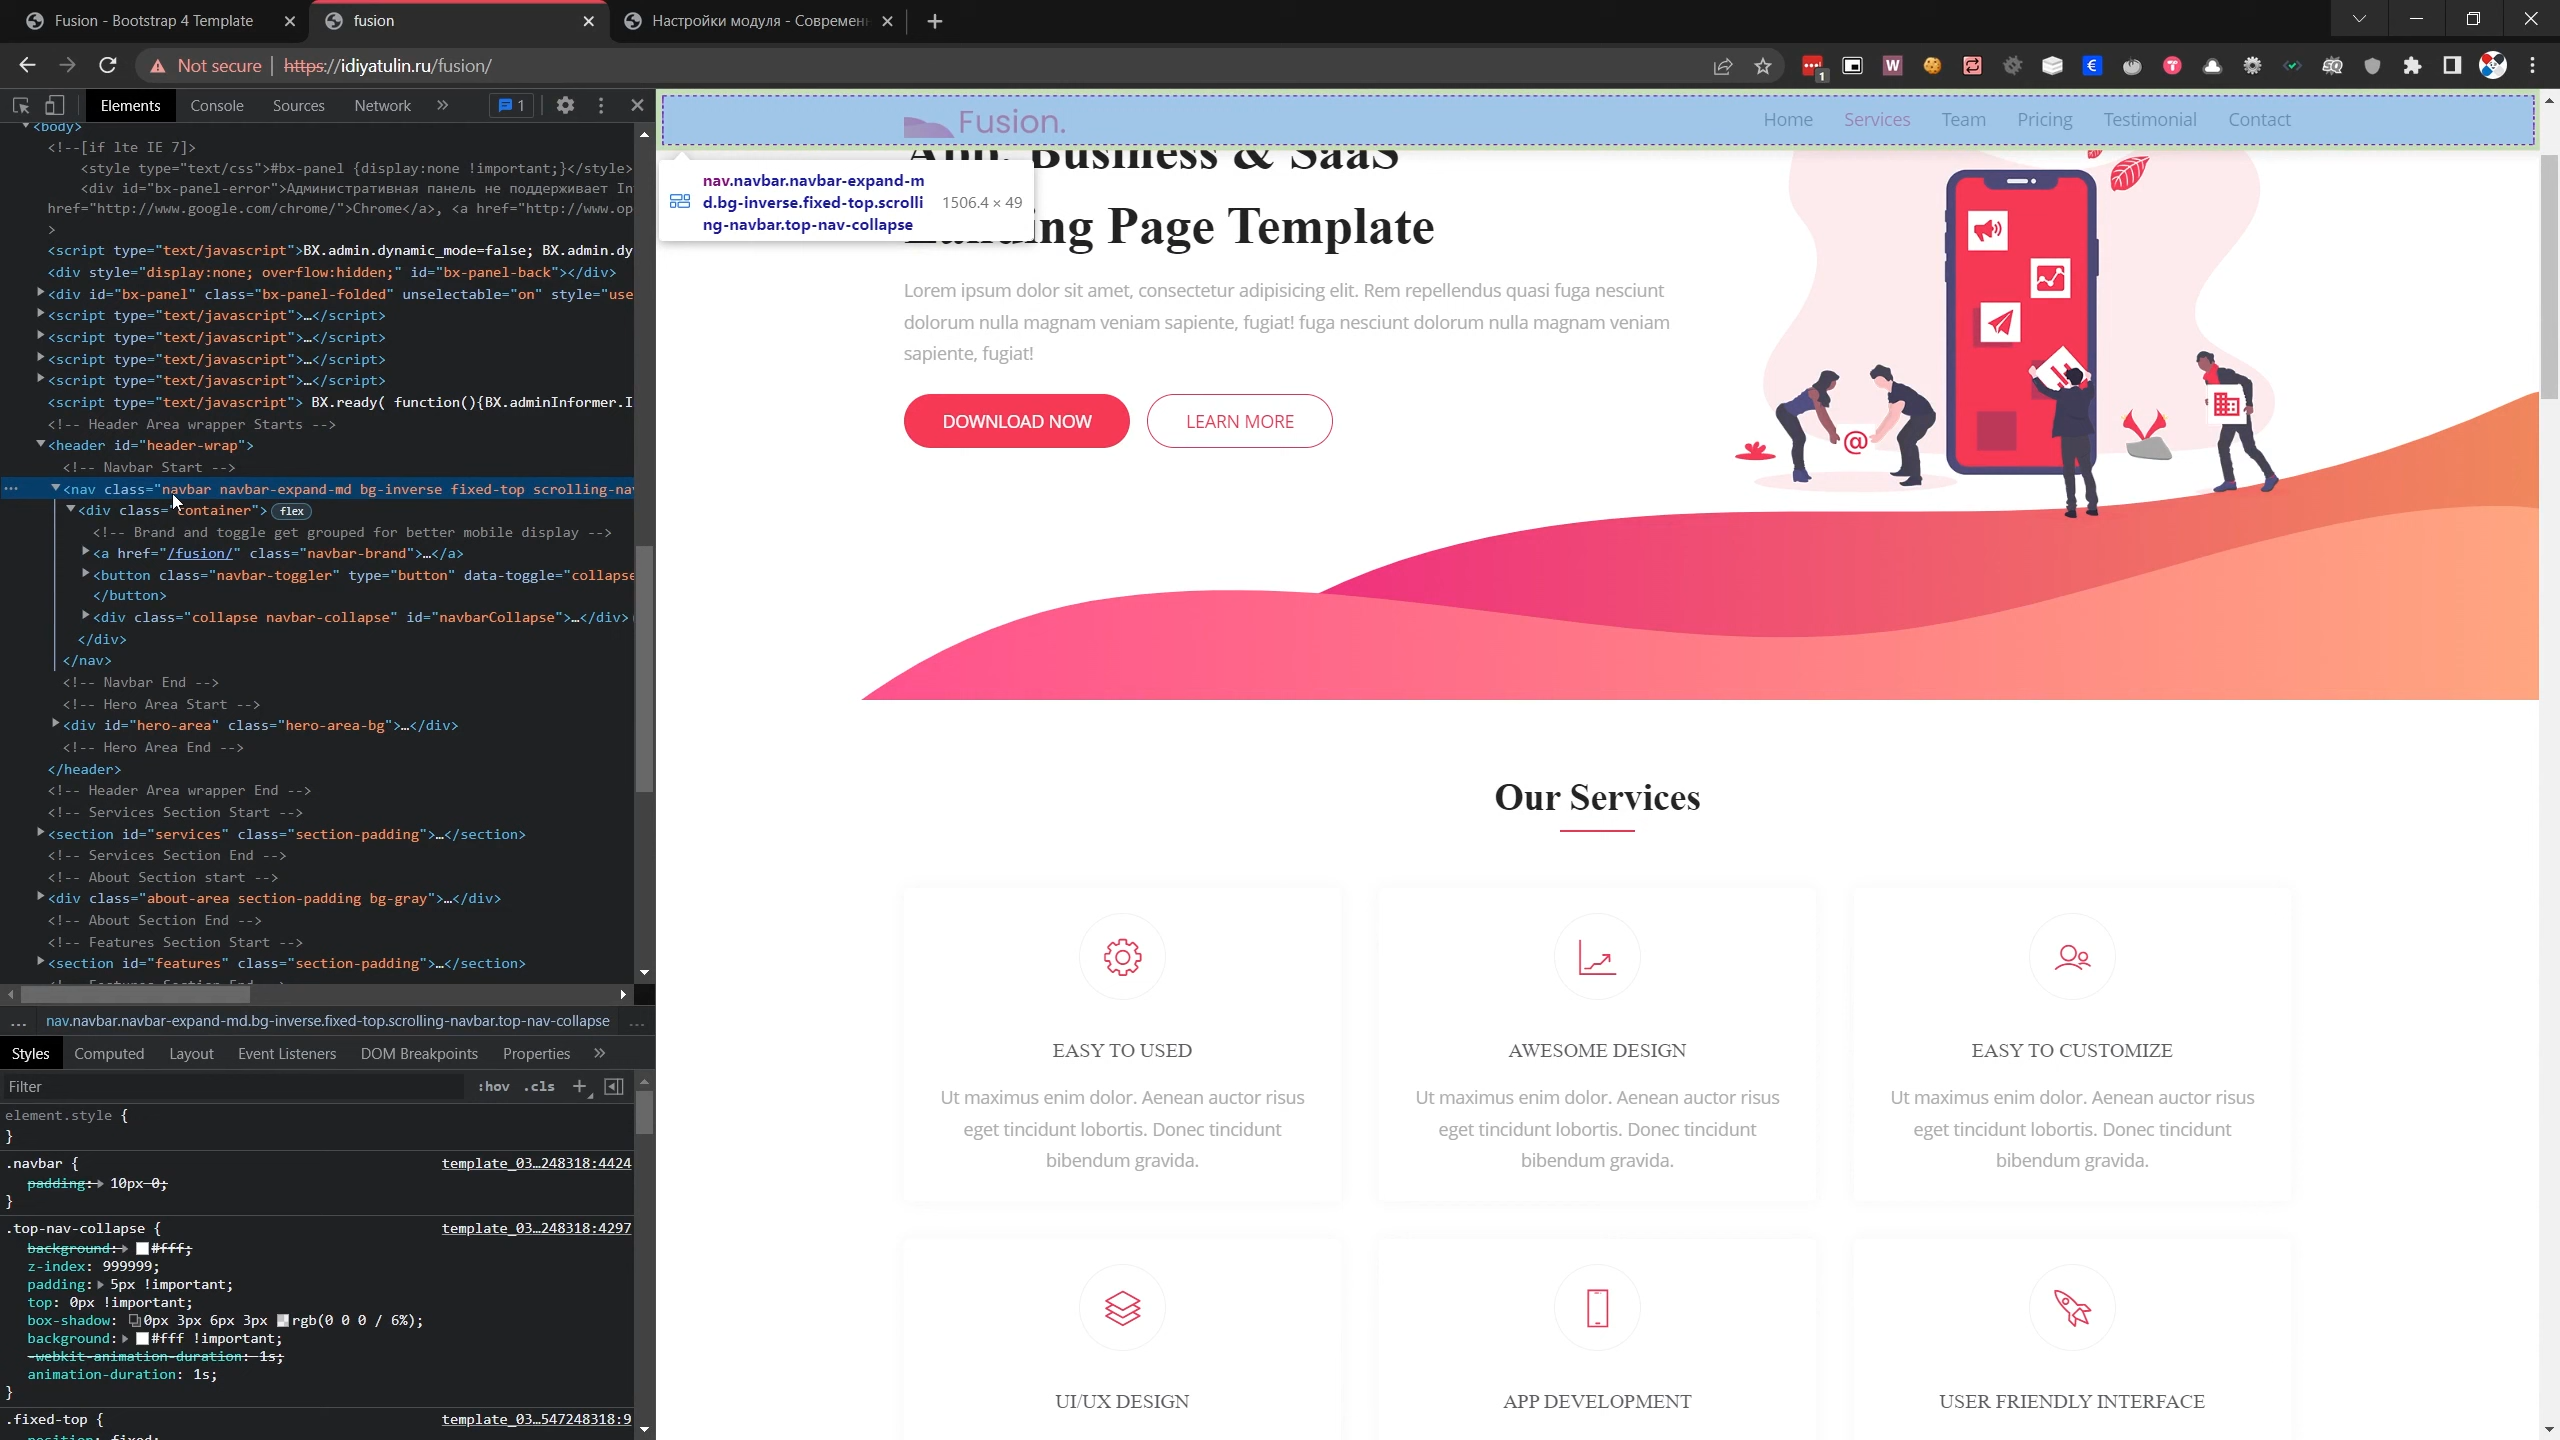 Fusion - Bootstrap 4 Template
fusion
Настройки модуля - Современн
Not secure
https://idiyatulin.ru/fusion/
1
Elements
Console
Sources
Network
1
<body>
<!--[if lte IE 7]>
<style type="text/css">#bx-panel {display:none !important;}</style>
<div id="bx-panel-error">Административная панель не поддерживает In
href="http://www.google.com/chrome/">Chrome</a>, <a href="http://www.op
>
<script type="text/javascript">BX.admin.dynamic_mode=false; BX.admin.dy
<div style="display:none; overflow:hidden;" id="bx-panel-back"></div>
<div id="bx-panel" class="bx-panel-folded" unselectable="on" style="use
<script type="text/javascript">…</script>
<script type="text/javascript">…</script>
<script type="text/javascript">…</script>
<script type="text/javascript">…</script>
<script type="text/javascript"> BX.ready( function(){BX.adminInformer.I
<!-- Header Area wrapper Starts -->
<header id="header-wrap">
<!-- Navbar Start -->
<nav class="navbar navbar-expand-md bg-inverse fixed-top scrolling-nav
<div class="container"> flex
<!-- Brand and toggle get grouped for better mobile display -->
<a href="/fusion/" class="navbar-brand">…</a>
<button class="navbar-toggler" type="button" data-toggle="collapse
</button>
<div class="collapse navbar-collapse" id="navbarCollapse">…</div>
</div>
</nav>
<!-- Navbar End -->
<!-- Hero Area Start -->
<div id="hero-area" class="hero-area-bg">…</div>
<!-- Hero Area End -->
</header>
<!-- Header Area wrapper End -->
<!-- Services Section Start -->
<section id="services" class="section-padding">…</section>
<!-- Services Section End -->
<!-- About Section start -->
<div class="about-area section-padding bg-gray">…</div>
<!-- About Section End -->
<!-- Features Section Start -->
<section id="features" class="section-padding">…</section>
... nav.navbar.navbar-expand-md.bg-inverse.fixed-top.scrolling-navbar.top-nav-collapse ...
Styles
Computed
Layout
Event Listeners
DOM Breakpoints
Properties
Filter
:hov
.cls
element.style {
}
.navbar {
template_03…248318:4424
padding: 10px 0;
}
.top-nav-collapse {
template_03…248318:4297
background: #fff;
z-index: 999999;
padding: 5px !important;
top: 0px !important;
box-shadow: 0px 3px 6px 3px rgb(0 0 0 / 6%);
background: #fff !important;
-webkit-animation-duration: 1s;
animation-duration: 1s;
}
.fixed-top {
template_03…547248318:9
position: fixed;
Fusion.
Home
Services
Team
Pricing
Testimonial
Contact
nav.navbar.navbar-expand-m
d.bg-inverse.fixed-top.scrolli
ng-navbar.top-nav-collapse
1506.4 × 49
App, Business & SaaS
Landing Page Template
Lorem ipsum dolor sit amet, consectetur adipisicing elit. Rem repellendus quasi fuga nesciunt
dolorum nulla magnam veniam sapiente, fugiat! fuga nesciunt dolorum nulla magnam veniam
sapiente, fugiat!
DOWNLOAD NOW
LEARN MORE
@
Our Services
EASY TO USED
Ut maximus enim dolor. Aenean auctor risus
eget tincidunt lobortis. Donec tincidunt
bibendum gravida.
AWESOME DESIGN
Ut maximus enim dolor. Aenean auctor risus
eget tincidunt lobortis. Donec tincidunt
bibendum gravida.
EASY TO CUSTOMIZE
Ut maximus enim dolor. Aenean auctor risus
eget tincidunt lobortis. Donec tincidunt
bibendum gravida.
UI/UX DESIGN
APP DEVELOPMENT
USER FRIENDLY INTERFACE